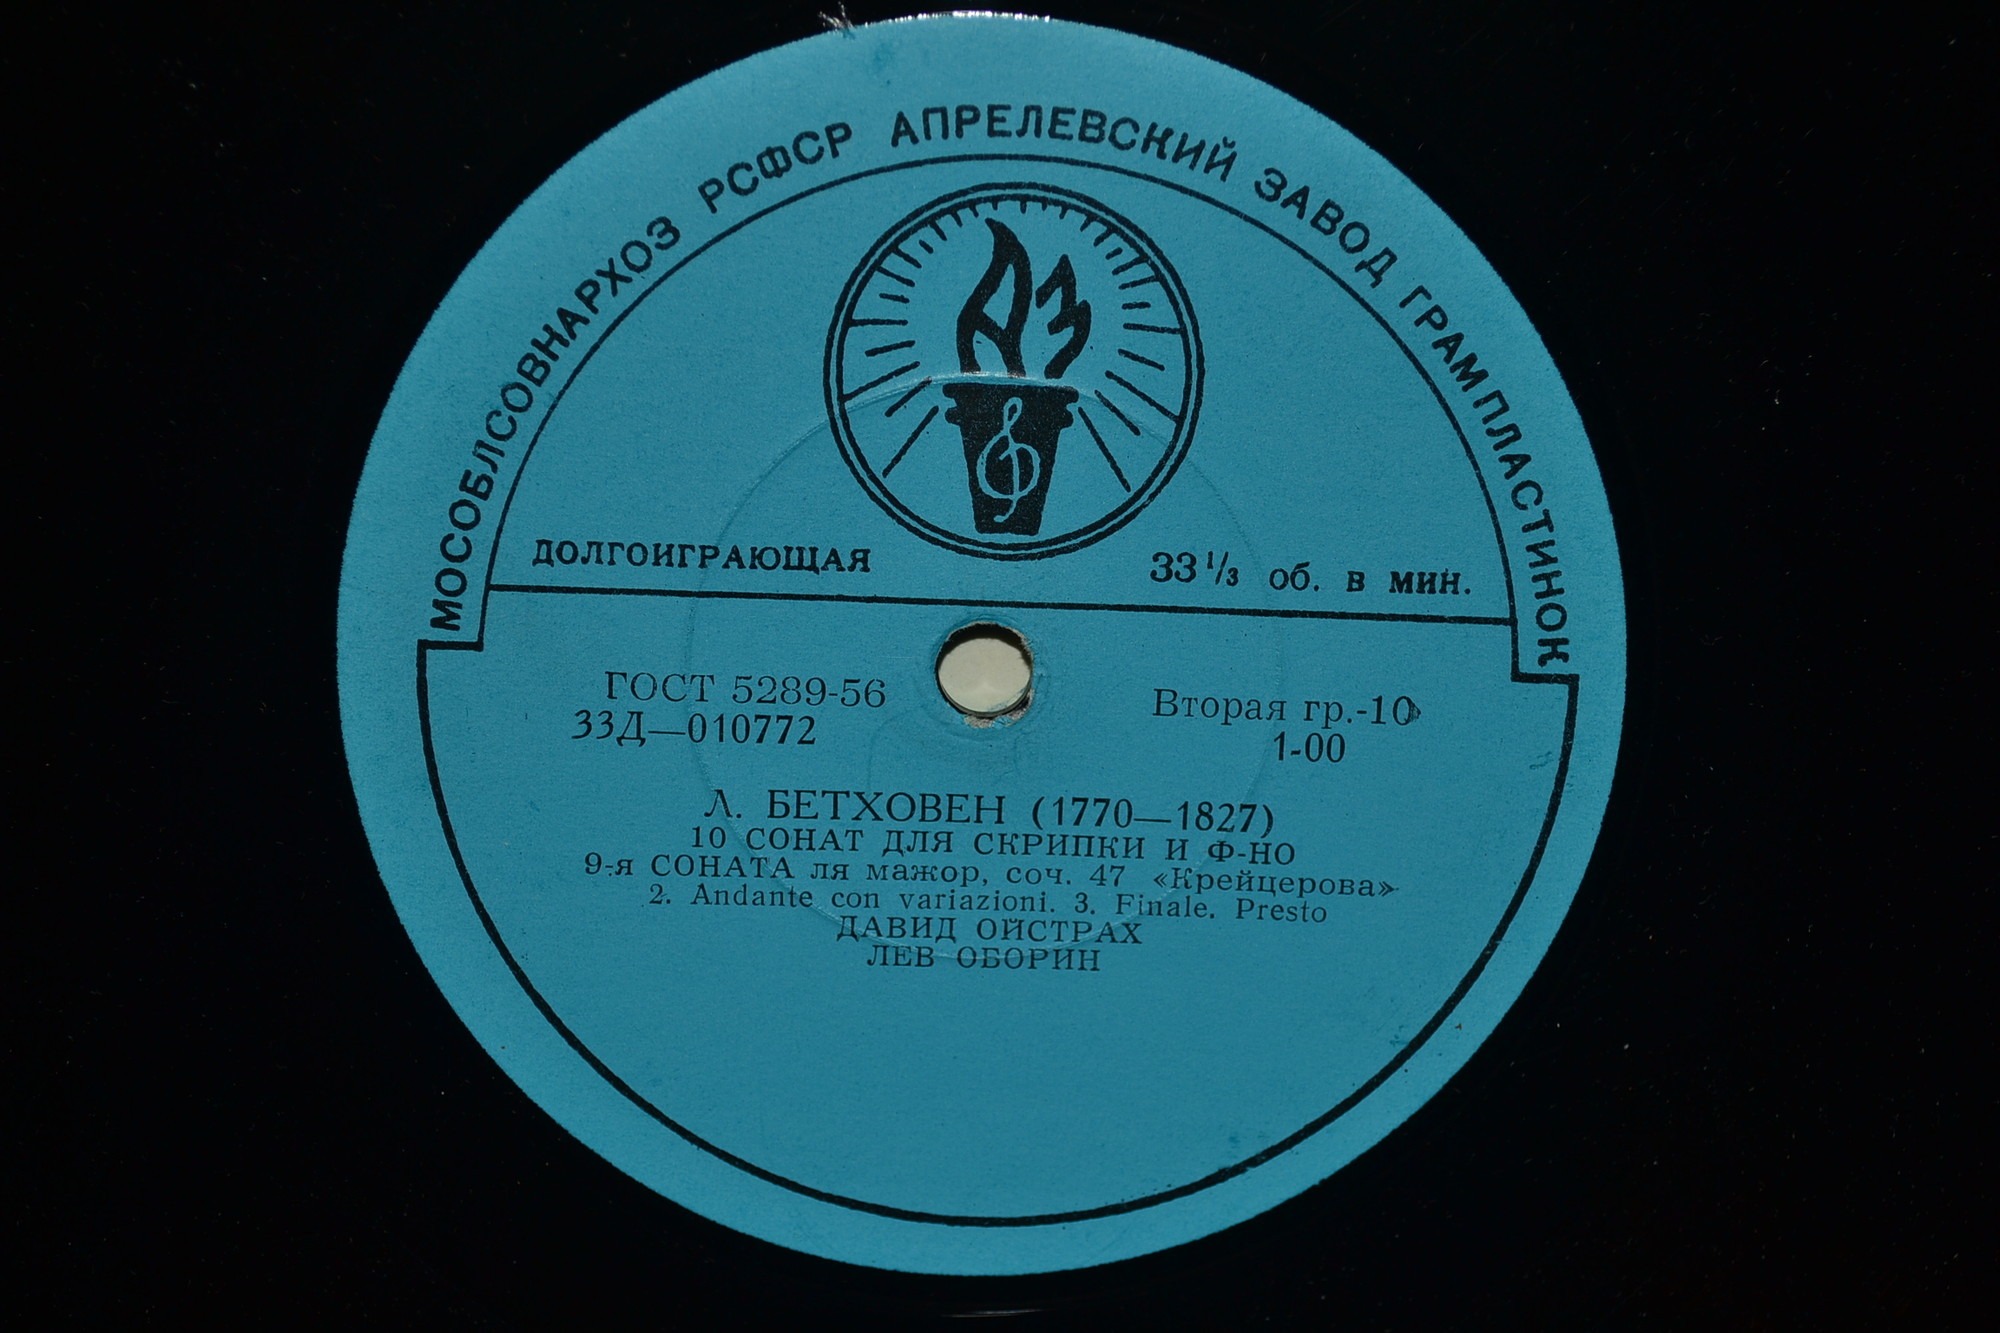 МОСОБЛСОВНАРХОЗ РСФСР АПРЕЛЕВСКИЙ ЗАВОД ГРАМПЛАСТИНОК
АЗ
ДОЛГОИГРАЮЩАЯ 33 1/3 об. в мин.
ГОСТ 5289-56 Вторая гр.-10
33Д—010772 1-00
Л. БЕТХОВЕН (1770—1827)
10 СОНАТ ДЛЯ СКРИПКИ И Ф-НО
9-я СОНАТА ля мажор, соч. 47 «Крейцерова»
2. Andante con variazioni. 3. Finale. Presto
ДАВИД ОЙСТРАХ
ЛЕВ ОБОРИН